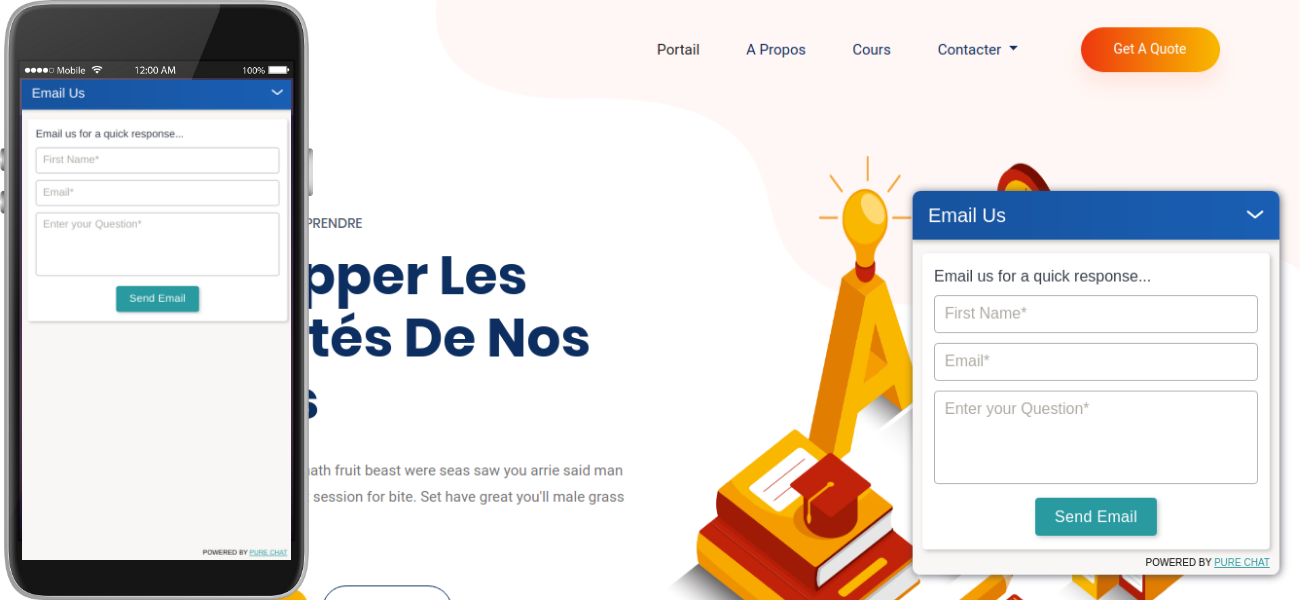 Mobile 12:00 AM 100%
Email Us
Email us for a quick response...
First Name*
Email*
Enter your Question*
Send Email
POWERED BY PURE CHAT
Portail A Propos Cours Contacter Get A Quote
PRENDRE
pper Les
tés De Nos
s
ath fruit beast were seas saw you arrie said man
session for bite. Set have great you'll male grass
Email Us
Email us for a quick response...
First Name*
Email*
Enter your Question*
Send Email
POWERED BY PURE CHAT